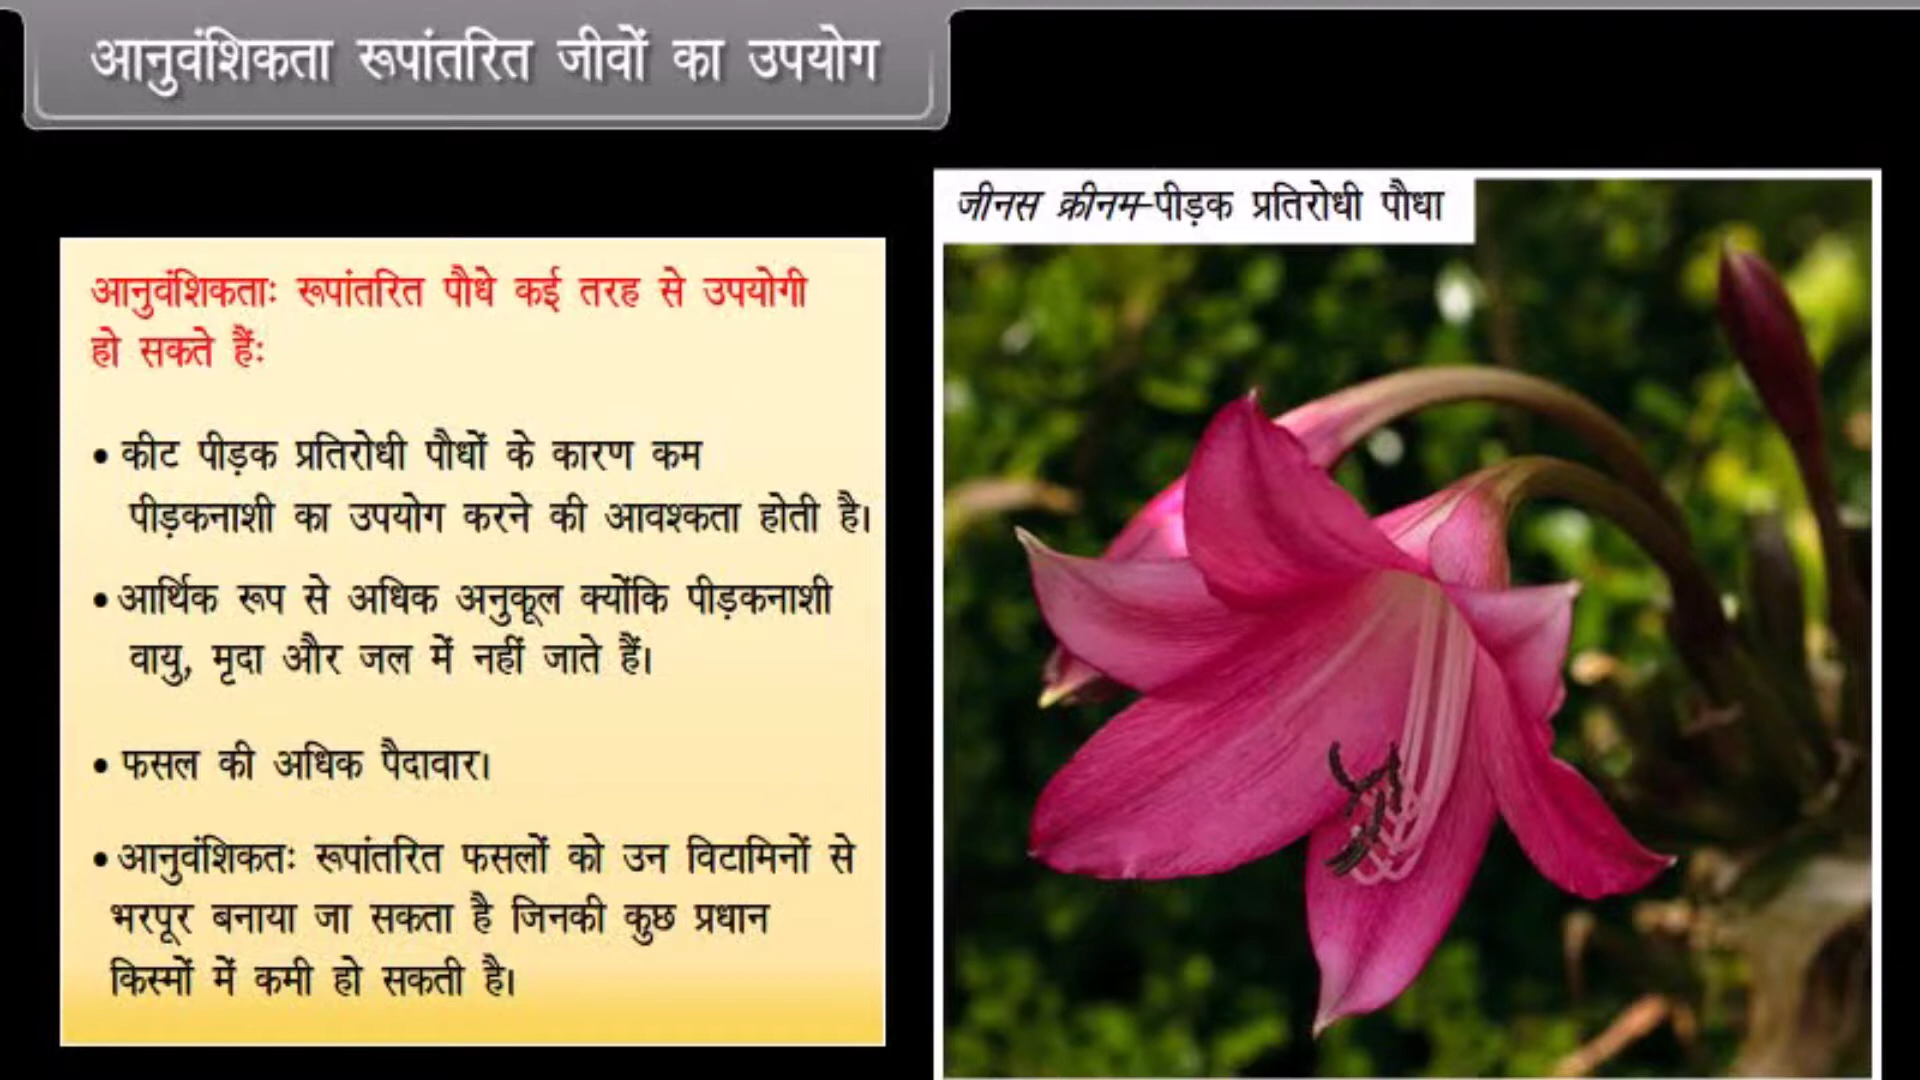 आनुवंशिकता रूपांतरित जीवों का उपयोग
जीनस क्रीनम-पीड़क प्रतिरोधी पौधा
आनुवंशिकताः रूपांतरित पौधे कई तरह से उपयोगी
हो सकते हैंः
• कीट पीड़क प्रतिरोधी पौधों के कारण कम
पीड़कनाशी का उपयोग करने की आवश्कता होती है।
• आर्थिक रूप से अधिक अनुकूल क्योंकि पीड़कनाशी
वायु, मृदा और जल में नहीं जाते हैं।
• फसल की अधिक पैदावार।
• आनुवंशिकतः रूपांतरित फसलों को उन विटामिनों से
भरपूर बनाया जा सकता है जिनकी कुछ प्रधान
किस्मों में कमी हो सकती है।